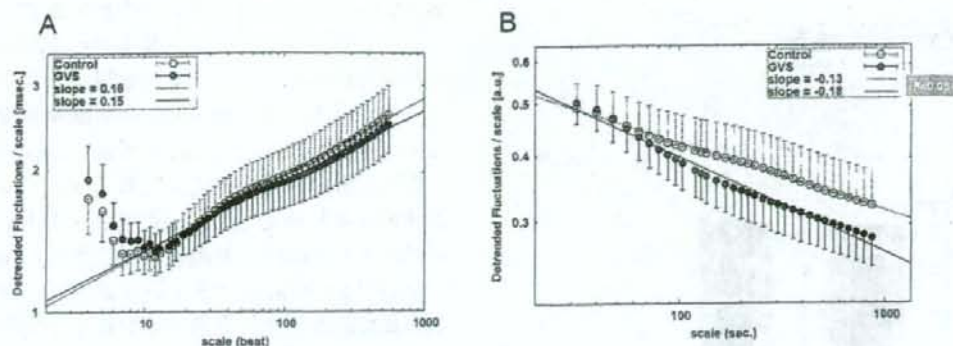 A
Control
GVS
slope = 0.16
slope = 0.15
Detrended Fluctuations / scale [msec.]
3
2
1
10
100
1000
scale (beat)
B
Control
GVS
slope = -0.13
slope = -0.18
Detrended Fluctuations / scale [a.u.]
0.6
0.5
0.4
0.3
100
1000
scale (sec.)